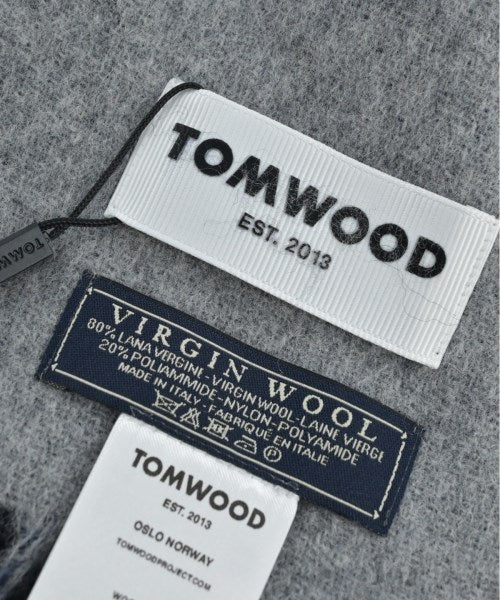 TOMWOOD
EST. 2013
TOMW
VIRGIN WOOL
80% LANA VERGINE - VIRGIN WOOL. LAINE VIERGE
20% POLIAMMIDE - NYLON - POLYAMIDE
MADE IN ITALY - FABRIQUÉ EN ITALIE
P
TOMWOOD
EST. 2013
OSLO NORWAY
TOMWOODPROJECT.COM